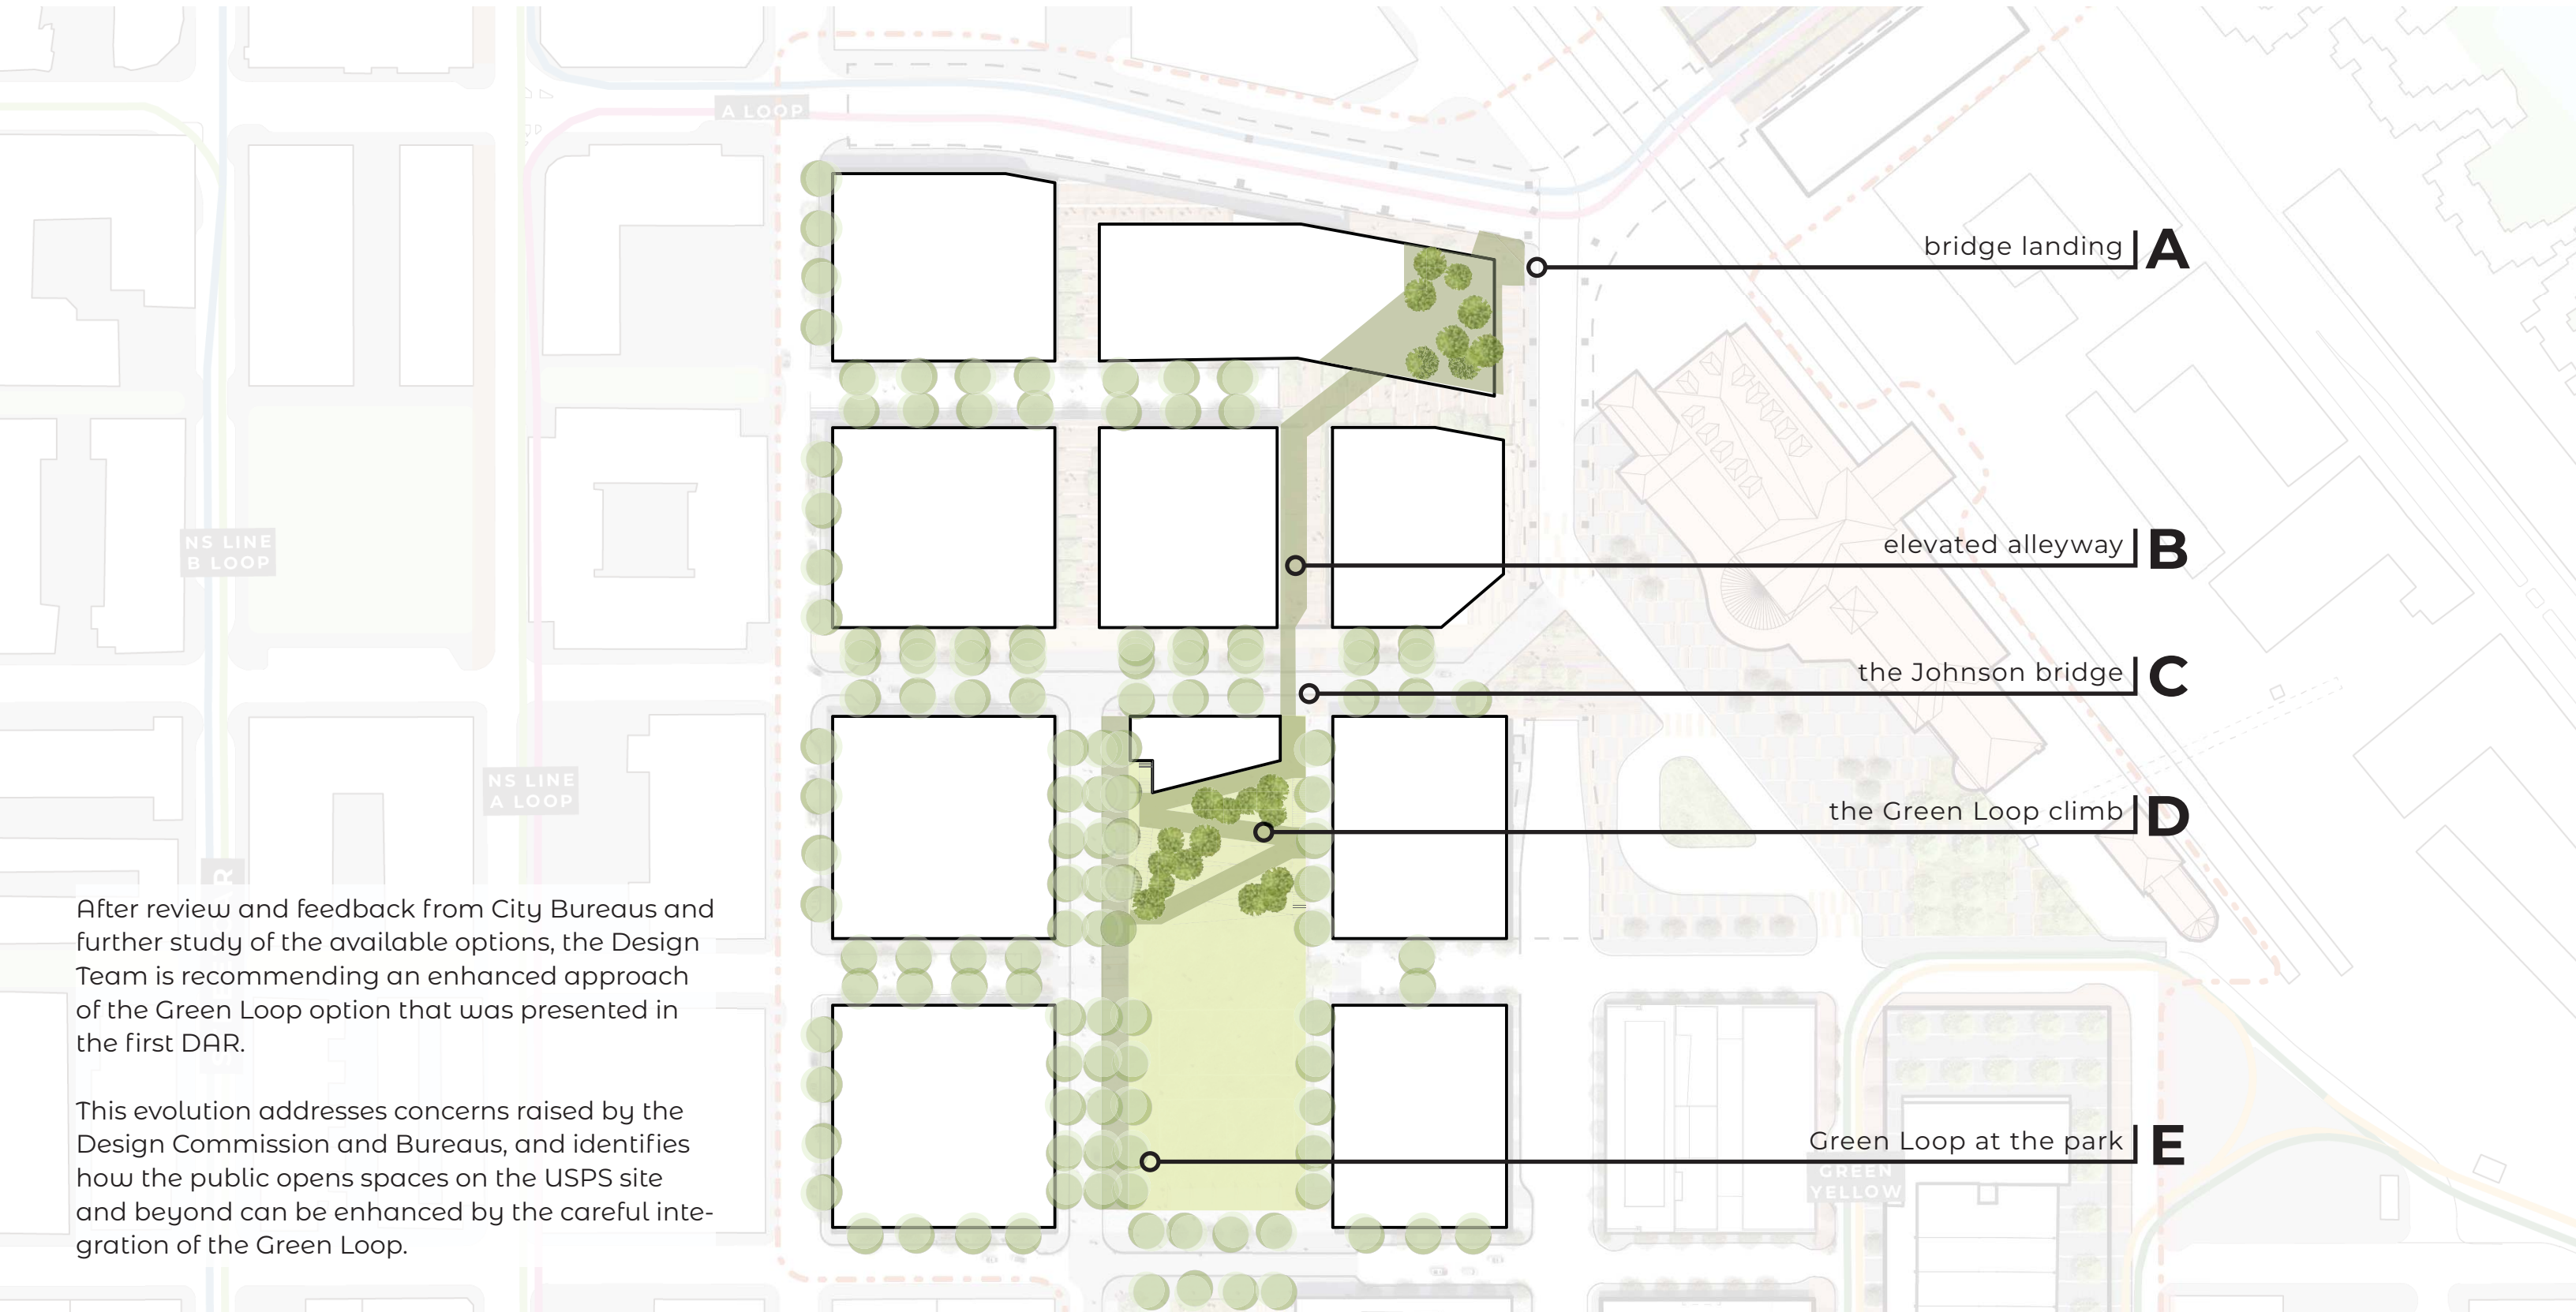 A LOOP
bridge landing A
NS LINE
B LOOP
elevated alleyway B
the Johnson bridge C
NS LINE
A LOOP
the Green Loop climb D
After review and feedback from City Bureaus and
further study of the available options, the Design
Team is recommending an enhanced approach
of the Green Loop option that was presented in
the first DAR.
This evolution addresses concerns raised by the
Design Commission and Bureaus, and identifies
how the public opens spaces on the USPS site
and beyond can be enhanced by the careful inte-
gration of the Green Loop.
Green Loop at the park E
GREEN
YELLOW